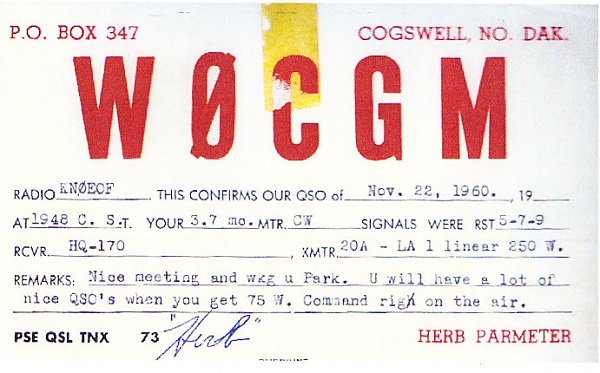 P.O. BOX 347 COGSWELL, NO. DAK.
WØCGM
RADIO KNØEOF THIS CONFIRMS OUR QSO of Nov. 22, 1960. , 19
AT 1948 C. S.T. YOUR 3.7 mc. MTR. CW SIGNALS WERE RST 5-7-9
RCVR. HQ-170 , XMTR. 20A - LA 1 linear 250 W.
REMARKS: Nice meeting and wkg u Park. U will have a lot of
nice QSO's when you get 75 W. Command rig on the air.
PSE QSL TNX 73 "Herb" HERB PARMETER